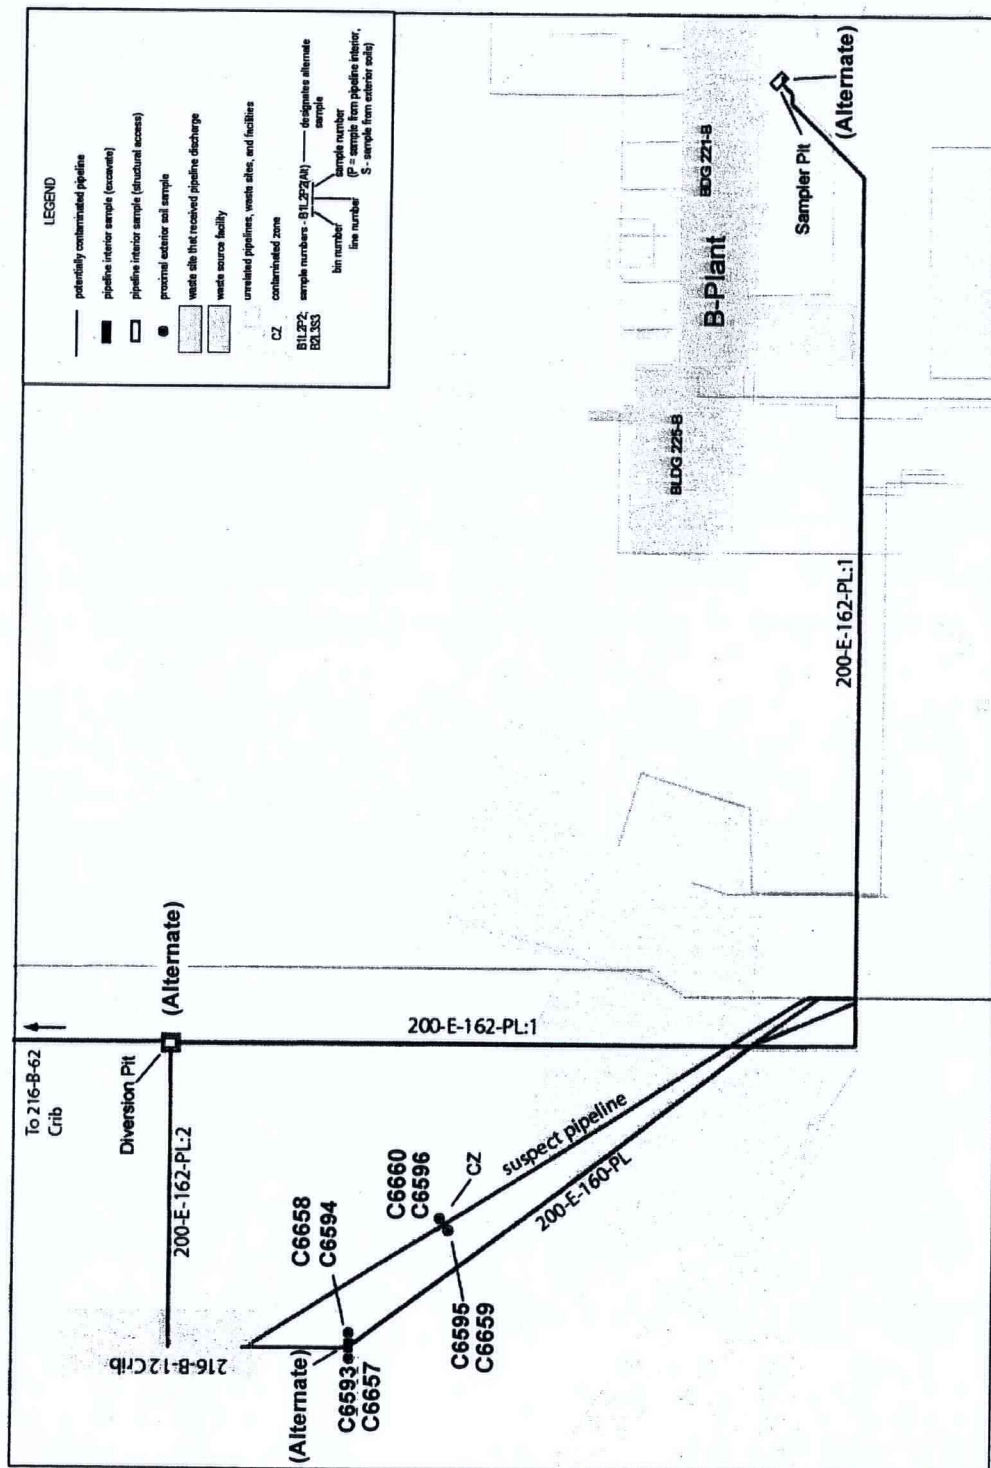 LEGEND
potentially contaminated pipeline
pipeline interior sample (excavate)
pipeline interior sample (structural access)
proximal exterior soil sample
waste site that received pipeline discharge
waste source facility
unrelated pipelines, waste sites, and facilities
CZ contaminated zone
B1L2P2; sample numbers - B1L2P2(Alt) designates alternate
B2L3S3 sample
bin number
line number
sample number
(P = sample from pipeline interior,
S - sample from exterior soils)
To 216-B-62
Crib
Diversion Pit
(Alternate)
200-E-162-PL:2
200-E-162-PL:1
216-B-12 Crib
(Alternate)
C6593
C6657
C6658
C6594
C6660
C6596
CZ
C6595
C6659
suspect pipeline
200-E-160-PL
200-E-162-PL:1
BLDG 225-B
B-Plant
BDG 221-B
Sampler Pit
(Alternate)